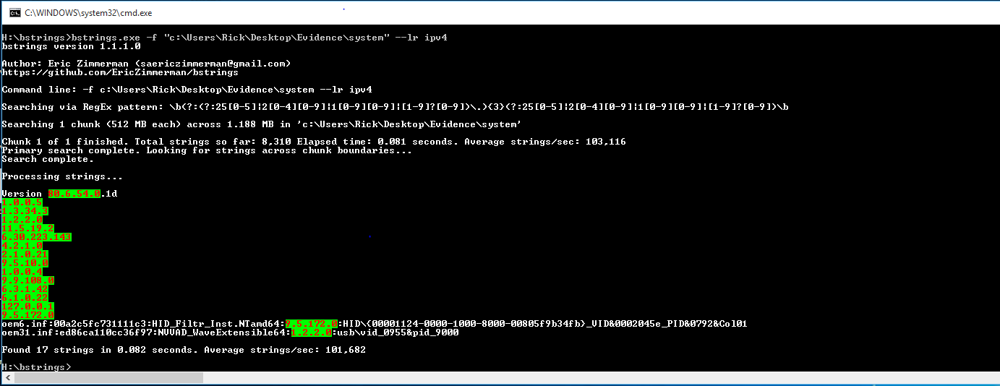 C:\WINDOWS\system32\cmd.exe
H:\bstrings>bstrings.exe -f "c:\Users\Rick\Desktop\Evidence\system" --lr ipv4
bstrings version 1.1.1.0
Author: Eric Zimmerman (saericzimmerman@gmail.com)
https://github.com/EricZimmerman/bstrings
Command line: -f c:\Users\Rick\Desktop\Evidence\system --lr ipv4
Searching via RegEx pattern: \b(?:(?:25[0-5]|2[0-4][0-9]|1[0-9][0-9]|[1-9]?[0-9])\.){3}(?:25[0-5]|2[0-4][0-9]|1[0-9][0-9]|[1-9]?[0-9])\b
Searching 1 chunk (512 MB each) across 1.188 MB in 'c:\Users\Rick\Desktop\Evidence\system'
Chunk 1 of 1 finished. Total strings so far: 8,310 Elapsed time: 0.081 seconds. Average strings/sec: 103,116
Primary search complete. Looking for strings across chunk boundaries...
Search complete.
Processing strings...
Version 80.6.54.0.1d
1.0.0.5
1.3.34.3
1.2.2.0
11.5.19.2
6.30.223.143
4.2.1.0
2.1.0.21
9.5.10.0
1.0.0.4
9.9.108.0
6.3.1.42
6.1.0.22
127.0.0.1
9.5.172.0
oem6.inf:00a2c5fc731111c3:HID_Filtr_Inst.NTamd64:9.5.172.0:HID\{00001124-0000-1000-8000-00805f9b34fb}_VID&0002045e_PID&0792&Col01
oem31.inf:ed86ca110cc36f97:NVVAD_WaveExtensible64:1.2.2.0:usb\vid_0955&pid_9000
Found 17 strings in 0.082 seconds. Average strings/sec: 101,682
H:\bstrings>